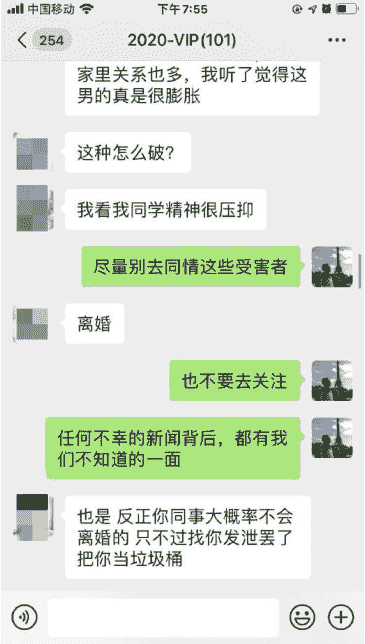 中国移动
下午7:55
254
2020-VIP(101)
家里关系也多，我听了觉得这
男的真是很膨胀
这种怎么破？
我看我同学精神很压抑
尽量别去同情这些受害者
离婚
也不要去关注
任何不幸的新闻背后，都有我
们不知道的一面
也是 反正你同事大概率不会
离婚的 只不过找你发泄罢了
把你当垃圾桶